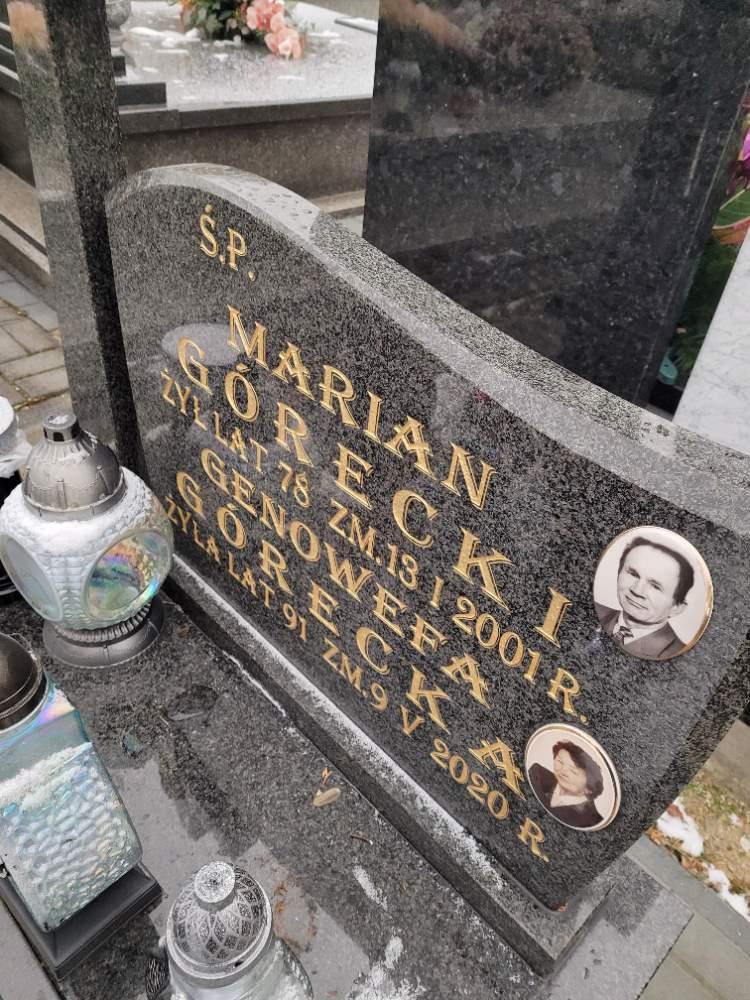 Ś.P.
MARIAN
GÓRECKI
ŻYŁ LAT 78 ZM.13 I 2001 R.
GENOWEFA
GÓRECKA
ŻYŁA LAT 91 ZM.9 V 2020 R.